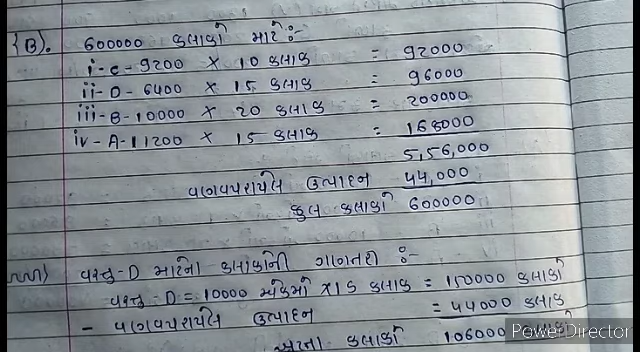 (B). 600000 કલાકો માટે :-
i - C - 9200 × 10 કલાક = 92000
ii - D - 6400 × 15 કલાક = 96000
iii - B - 10000 × 20 કલાક = 200000
iv - A - 11200 × 15 કલાક = 168000
5,56,000
વણવપરાયેલ ઉત્પાદન 44,000
કુલ કલાકો 600000
વસ્તુ-D માટેના કલાકોની ગણતરી :-
વસ્તુ-D = 10000 × 15 કલાક = 150000 કલાકો
- વણવપરાયેલ ઉત્પાદન = 44000 કલાક
કલાકો 106000
PowerDirector